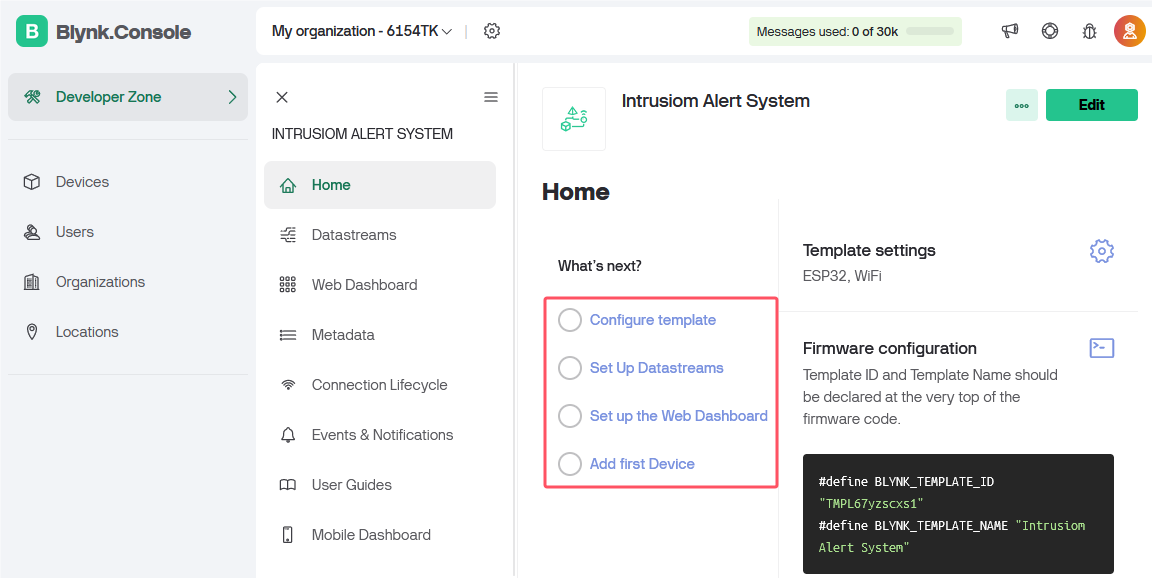 B Blynk.Console
My organization - 6154TK
Messages used: 0 of 30k
Developer Zone
Devices
Users
Organizations
Locations
INTRUSIOM ALERT SYSTEM
Home
Datastreams
Web Dashboard
Metadata
Connection Lifecycle
Events & Notifications
User Guides
Mobile Dashboard
Intrusiom Alert System
Edit
Home
What's next?
Configure template
Set Up Datastreams
Set up the Web Dashboard
Add first Device
Template settings
ESP32, WiFi
Firmware configuration
Template ID and Template Name should
be declared at the very top of the
firmware code.
#define BLYNK_TEMPLATE_ID
"TMPL67yzscxs1"
#define BLYNK_TEMPLATE_NAME "Intrusiom
Alert System"